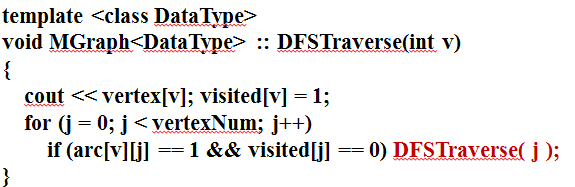 template <class DataType>
void MGraph<DataType> :: DFSTraverse(int v)
{
cout << vertex[v]; visited[v] = 1;
for (j = 0; j < vertexNum; j++)
if (arc[v][j] == 1 && visited[j] == 0) DFSTraverse( j );
}